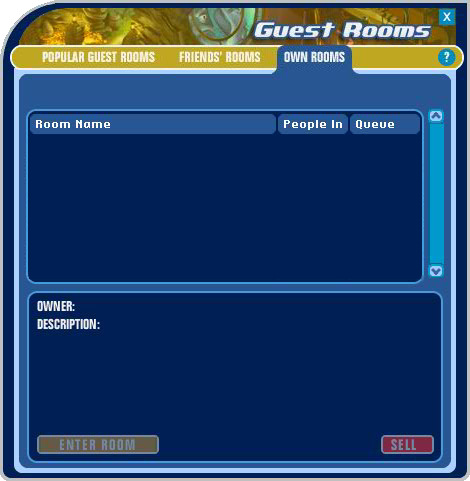 Guest Rooms
X
POPULAR GUEST ROOMS FRIENDS' ROOMS OWN ROOMS ?
Room Name People In Queue
OWNER:
DESCRIPTION:
ENTER ROOM SELL